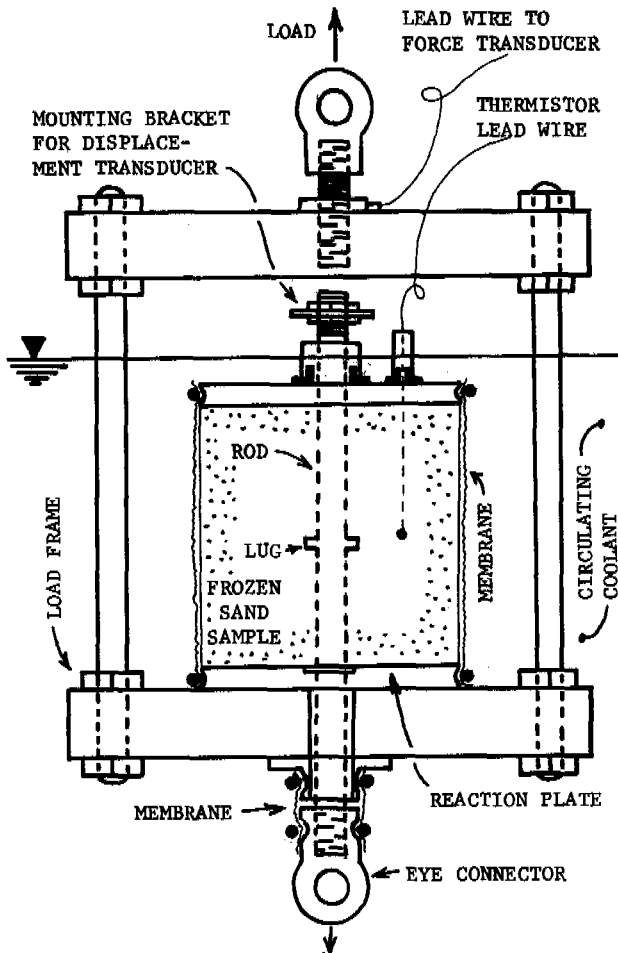 LOAD
LEAD WIRE TO
FORCE TRANSDUCER
THERMISTOR
LEAD WIRE
MOUNTING BRACKET
FOR DISPLACE-
MENT TRANSDUCER
ROD
LUG
FROZEN
SAND
SAMPLE
MEMBRANE
CIRCULATING
COOLANT
LOAD FRAME
REACTION PLATE
MEMBRANE
EYE CONNECTOR